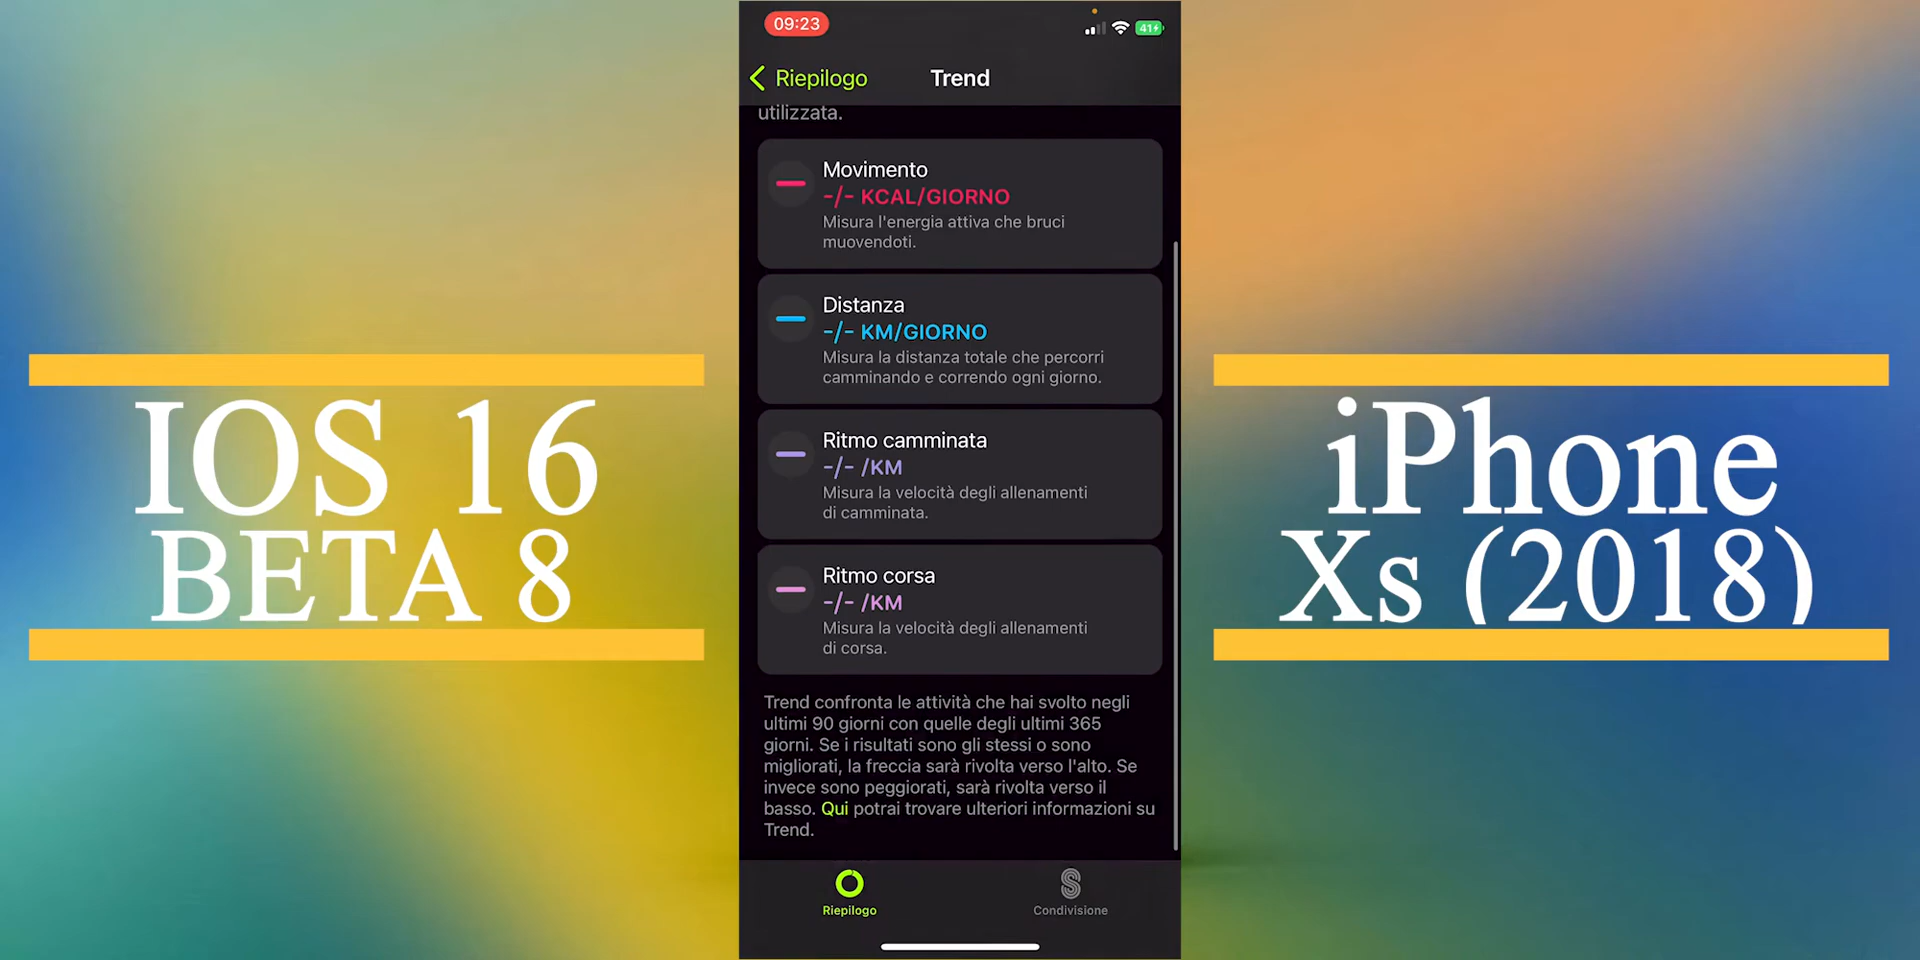 09:23
41
Riepilogo
Trend
utilizzata.
Movimento
-/- KCAL/GIORNO
Misura l'energia attiva che bruci
muovendoti.
Distanza
-/- KM/GIORNO
Misura la distanza totale che percorri
camminando e correndo ogni giorno.
Ritmo camminata
-/- /KM
Misura la velocità degli allenamenti
di camminata.
Ritmo corsa
-/- /KM
Misura la velocità degli allenamenti
di corsa.
Trend confronta le attività che hai svolto negli
ultimi 90 giorni con quelle degli ultimi 365
giorni. Se i risultati sono gli stessi o sono
migliorati, la freccia sarà rivolta verso l'alto. Se
invece sono peggiorati, sarà rivolta verso il
basso. Qui potrai trovare ulteriori informazioni su
Trend.
Riepilogo
Condivisione
IOS 16
BETA 8
iPhone
Xs (2018)